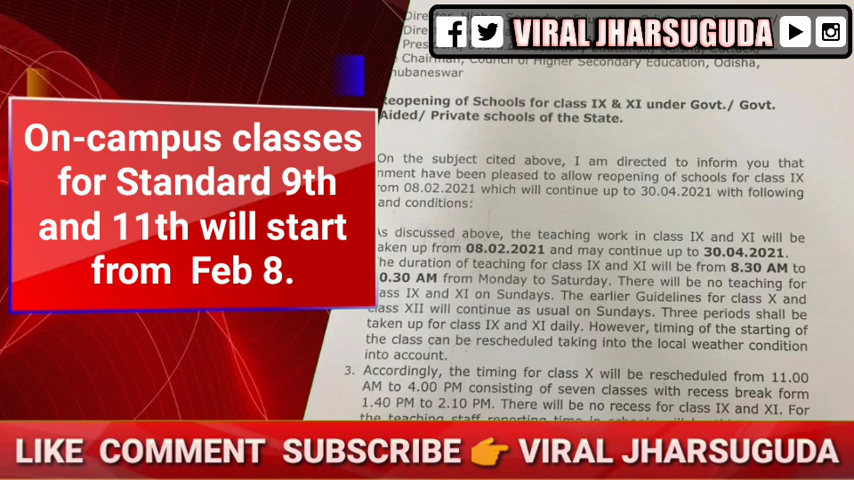 VIRAL JHARSUGUDA
On-campus classes
for Standard 9th
and 11th will start
from Feb 8.
Chairman, Council of Higher Secondary Education, Odisha,
hubaneswar
Reopening of Schools for class IX & XI under Govt./ Govt.
Aided/ Private schools of the State.
On the subject cited above, I am directed to inform you that
nment have been pleased to allow reopening of schools for class IX
rom 08.02.2021 which will continue up to 30.04.2021 with following
and conditions:
As discussed above, the teaching work in class IX and XI will be
aken up from 08.02.2021 and may continue up to 30.04.2021.
The duration of teaching for class IX and XI will be from 8.30 AM to
0.30 AM from Monday to Saturday. There will be no teaching for
lass IX and XI on Sundays. The earlier Guidelines for class X and
class XII will continue as usual on Sundays. Three periods shall be
taken up for class IX and XI daily. However, timing of the starting of
the class can be rescheduled taking into the local weather condition
into account.
3. Accordingly, the timing for class X will be rescheduled from 11.00
AM to 4.00 PM consisting of seven classes with recess break form
1.40 PM to 2.10 PM. There will be no recess for class IX and XI. For
LIKE COMMENT SUBSCRIBE 👉 VIRAL JHARSUGUDA